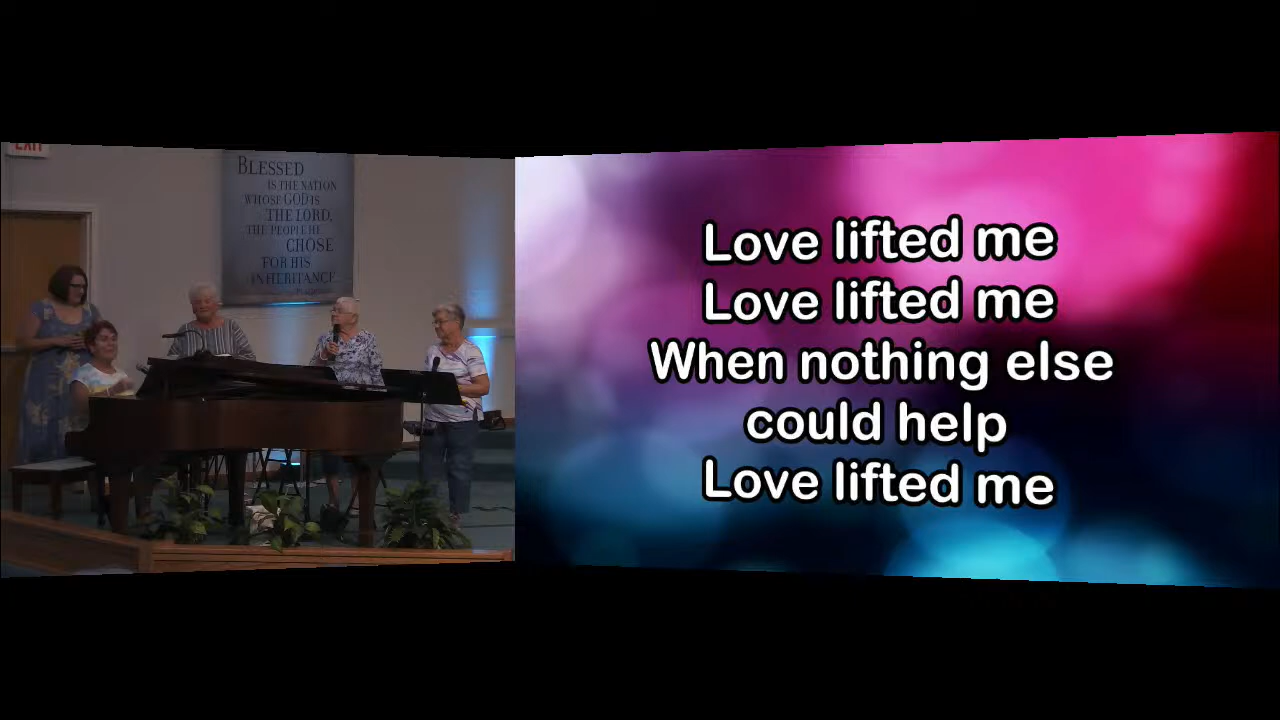 EXIT
BLESSED
IS THE NATION
WHOSE GOD IS
THE LORD,
THE PEOPLE HE
CHOSE
FOR HIS
INHERITANCE
Love lifted me
Love lifted me
When nothing else
could help
Love lifted me